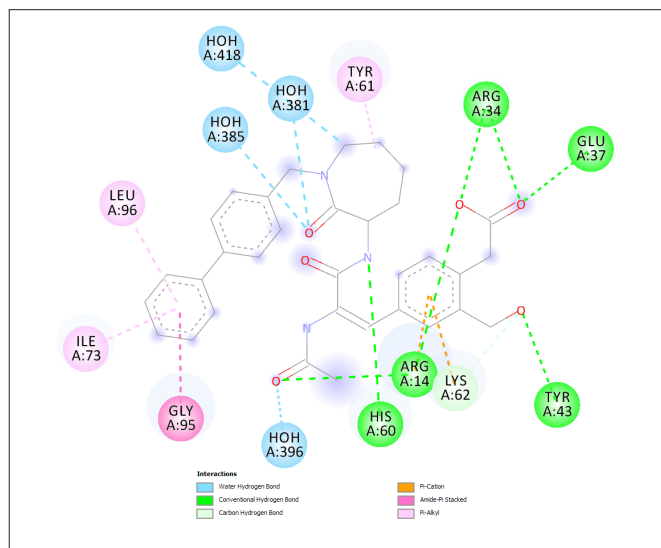 HOH
A:418
HOH
A:381
TYR
A:61
ARG
A:34
HOH
A:385
GLU
A:37
LEU
A:96
N
O
O
O
O
N
O
N
O
ILE
A:73
GLY
A:95
O
HOH
A:396
HIS
A:60
ARG
A:14
LYS
A:62
TYR
A:43
Interactions
Water Hydrogen Bond
Conventional Hydrogen Bond
Carbon Hydrogen Bond
Pi-Cation
Amide-Pi Stacked
Pi-Alkyl